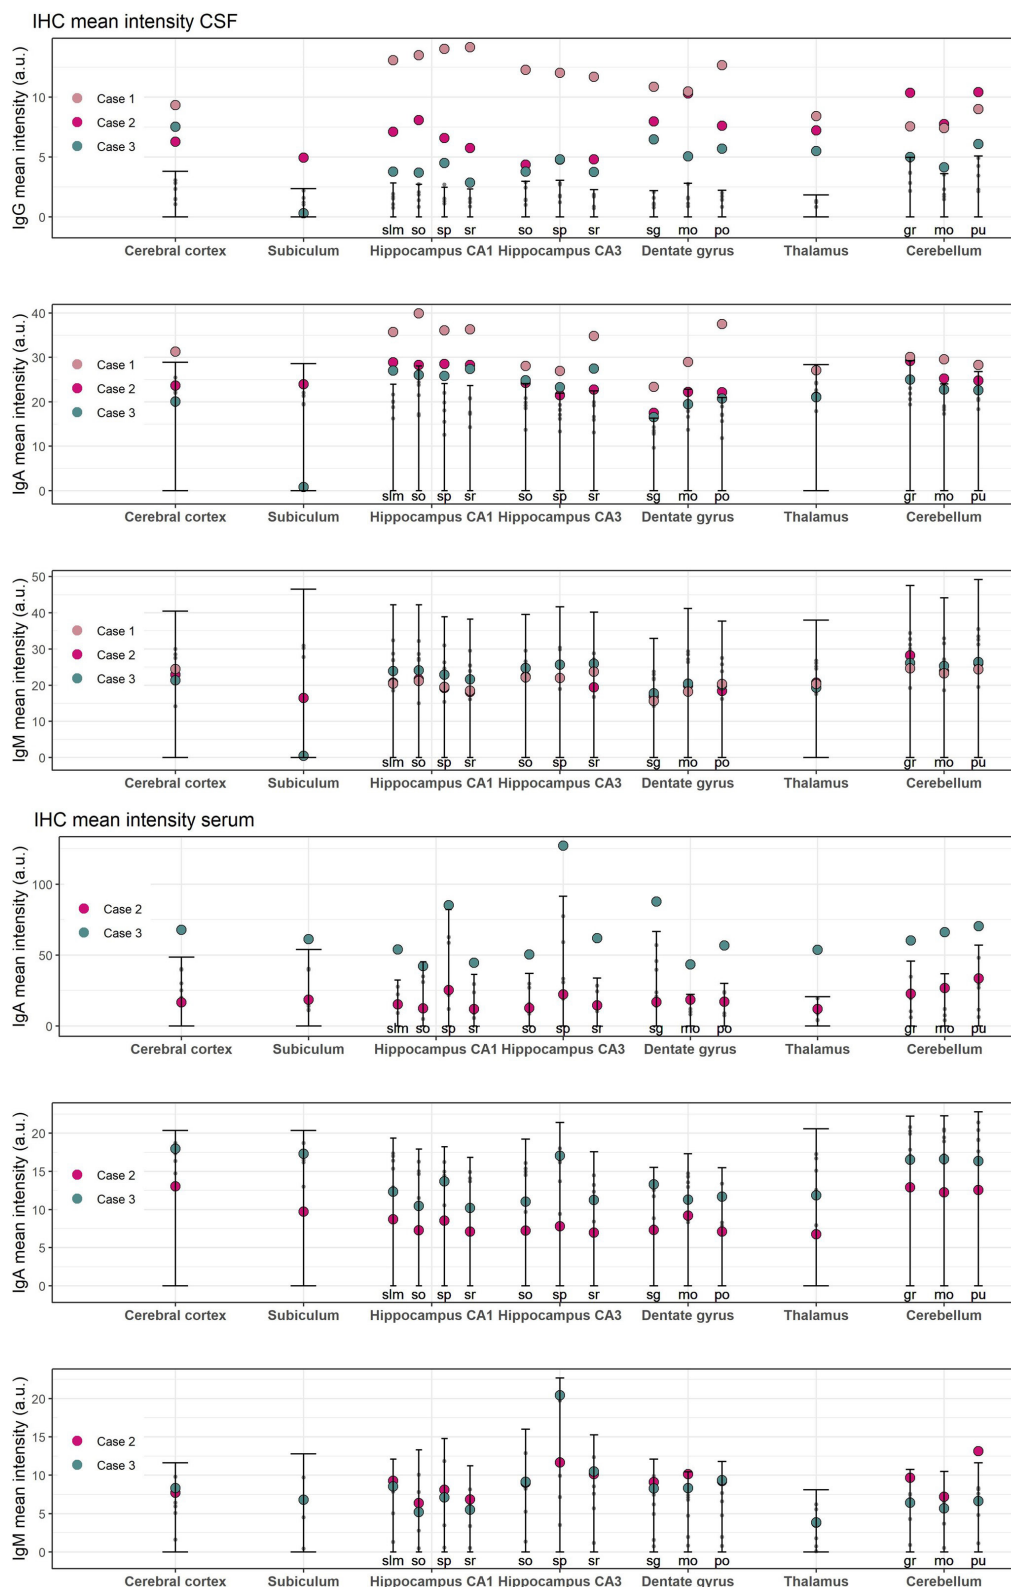 IHC mean intensity CSF
IgG mean intensity (a.u.)
10
5
0
Case 1
Case 2
Case 3
slm so sp sr so sp sr sg mo po gr mo pu
Cerebral cortex Subiculum Hippocampus CA1 Hippocampus CA3 Dentate gyrus Thalamus Cerebellum
IgA mean intensity (a.u.)
40
30
20
10
0
Case 1
Case 2
Case 3
slm so sp sr so sp sr sg mo po gr mo pu
Cerebral cortex Subiculum Hippocampus CA1 Hippocampus CA3 Dentate gyrus Thalamus Cerebellum
IgM mean intensity (a.u.)
50
40
30
20
10
0
Case 1
Case 2
Case 3
slm so sp sr so sp sr sg mo po gr mo pu
Cerebral cortex Subiculum Hippocampus CA1 Hippocampus CA3 Dentate gyrus Thalamus Cerebellum
IHC mean intensity serum
IgA mean intensity (a.u.)
100
50
0
Case 2
Case 3
slm so sp sr so sp sr sg mo po gr mo pu
Cerebral cortex Subiculum Hippocampus CA1 Hippocampus CA3 Dentate gyrus Thalamus Cerebellum
IgA mean intensity (a.u.)
20
15
10
5
0
Case 2
Case 3
slm so sp sr so sp sr sg mo po gr mo pu
Cerebral cortex Subiculum Hippocampus CA1 Hippocampus CA3 Dentate gyrus Thalamus Cerebellum
IgM mean intensity (a.u.)
20
15
10
5
0
Case 2
Case 3
slm so sp sr so sp sr sg mo po gr mo pu
Cerebral cortex Subiculum Hippocampus CA1 Hippocampus CA3 Dentate gyrus Thalamus Cerebellum